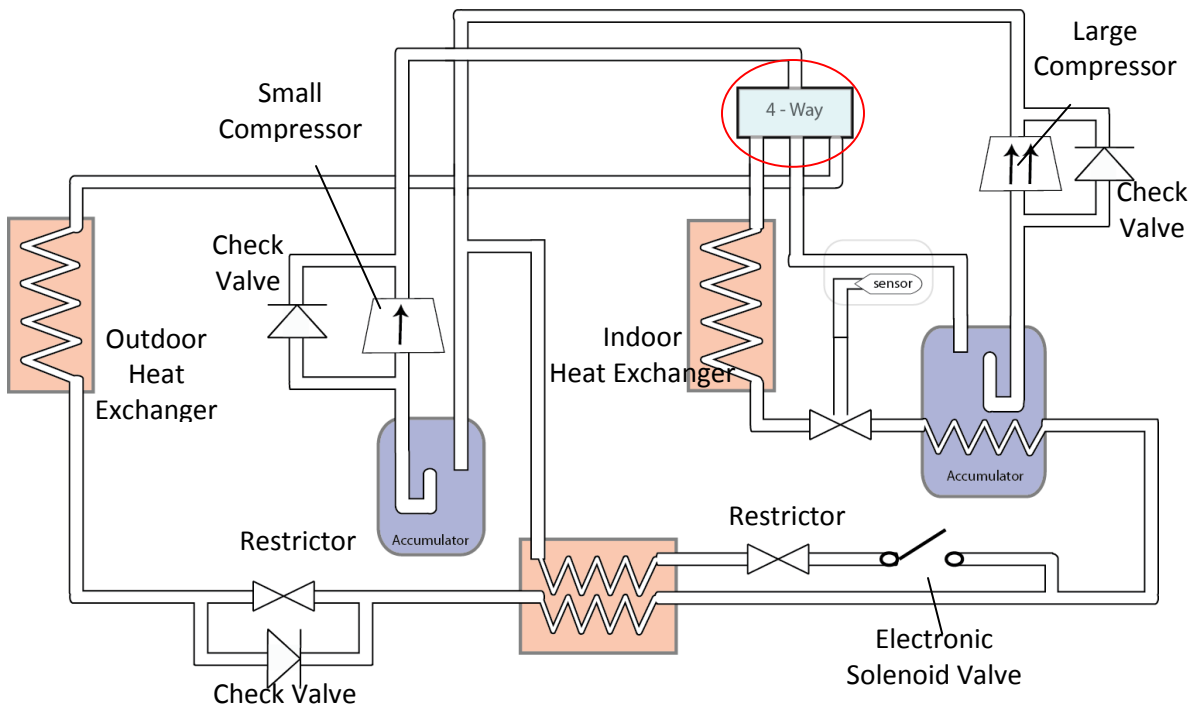 Large
Compressor
Small
Compressor
4 - Way
Check
Valve
Check
Valve
sensor
Outdoor
Heat
Exchanger
Indoor
Heat Exchanger
Accumulator
Restrictor
Restrictor
Accumulator
Electronic
Solenoid Valve
Check Valve